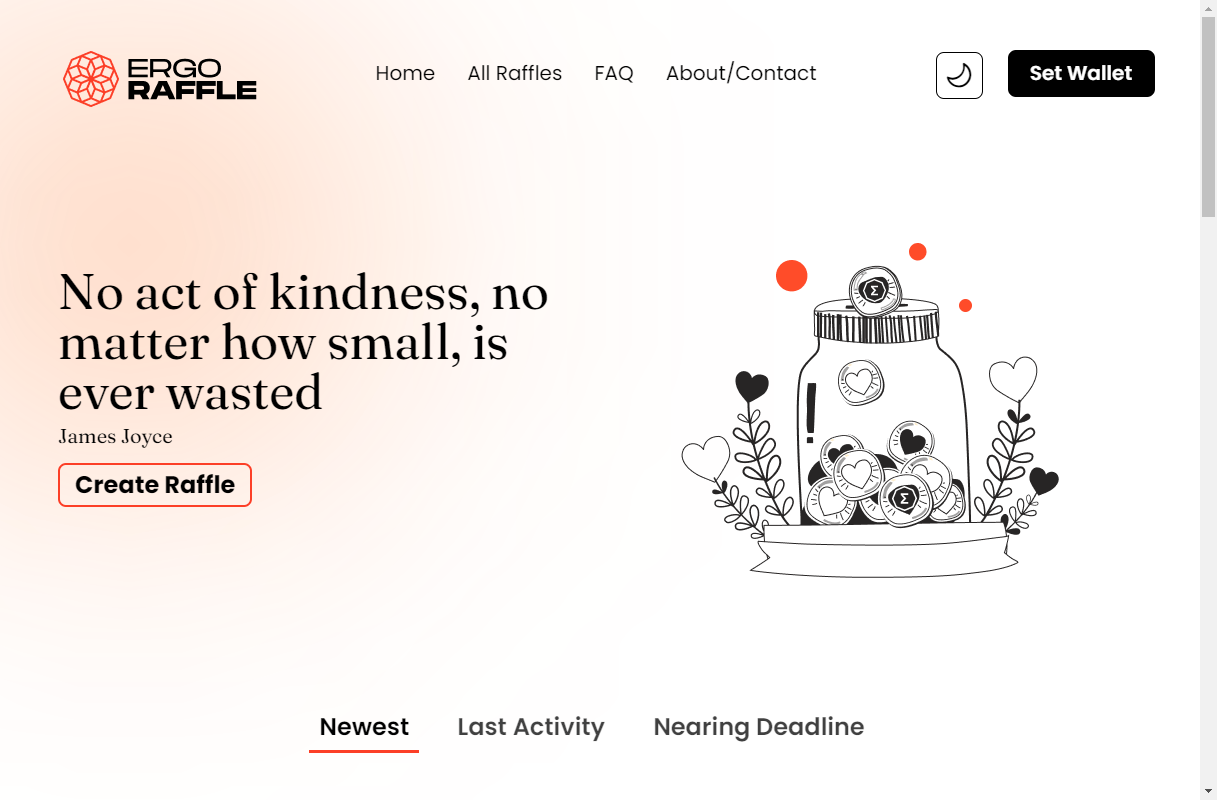 ERGO
RAFFLE
Home All Raffles FAQ About/Contact
Set Wallet
No act of kindness, no
matter how small, is
ever wasted
James Joyce
Create Raffle
Σ
Σ
Newest Last Activity Nearing Deadline